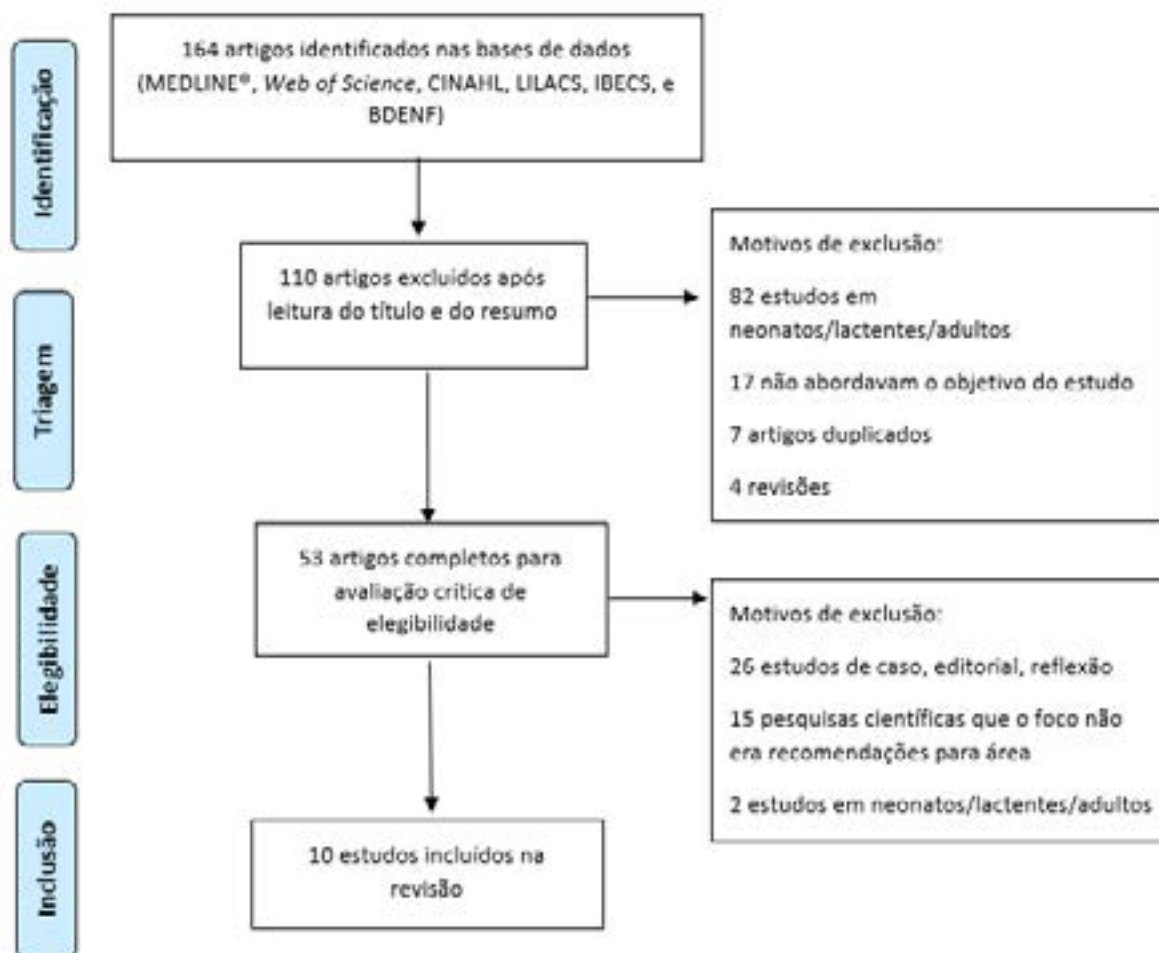 Identificação
164 artigos identificados nas bases de dados
(MEDLINE®, Web of Science, CINAHL, LILACS, IBECS, e
BDENF)
Triagem
110 artigos excluídos após
leitura do título e do resumo
Motivos de exclusão:
82 estudos em
neonatos/lactentes/adultos
17 não abordavam o objetivo do estudo
7 artigos duplicados
4 revisões
Elegibilidade
53 artigos completos para
avaliação crítica de
elegibilidade
Motivos de exclusão:
26 estudos de caso, editorial, reflexão
15 pesquisas científicas que o foco não
era recomendações para área
2 estudos em neonatos/lactentes/adultos
Inclusão
10 estudos incluídos na
revisão